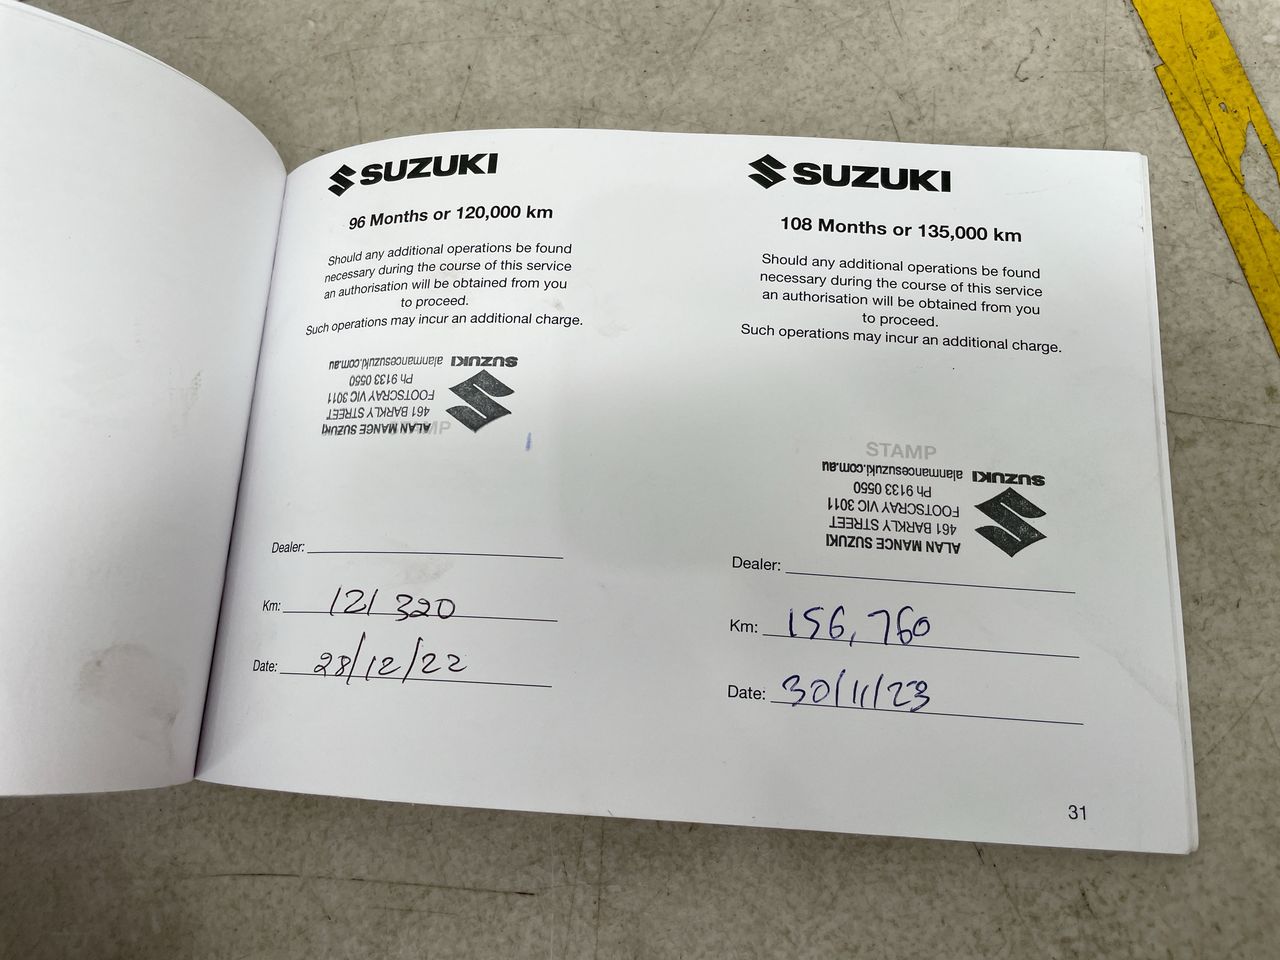 SUZUKI
96 Months or 120,000 km
Should any additional operations be found
necessary during the course of this service
an authorisation will be obtained from you
to proceed.
Such operations may incur an additional charge.
STAMP
ALAN MANCE SUZUKI
461 BARKLY STREET
FOOTSCRAY VIC 3011
Ph 9133 0550
alanmancesuzuki.com.au
SUZUKI
Dealer:
Km: 121 320
Date: 28/12/22
SUZUKI
108 Months or 135,000 km
Should any additional operations be found
necessary during the course of this service
an authorisation will be obtained from you
to proceed.
Such operations may incur an additional charge.
STAMP
ALAN MANCE SUZUKI
461 BARKLY STREET
FOOTSCRAY VIC 3011
Ph 9133 0550
alanmancesuzuki.com.au
SUZUKI
Dealer:
Km: 156,760
Date: 30/11/23
31